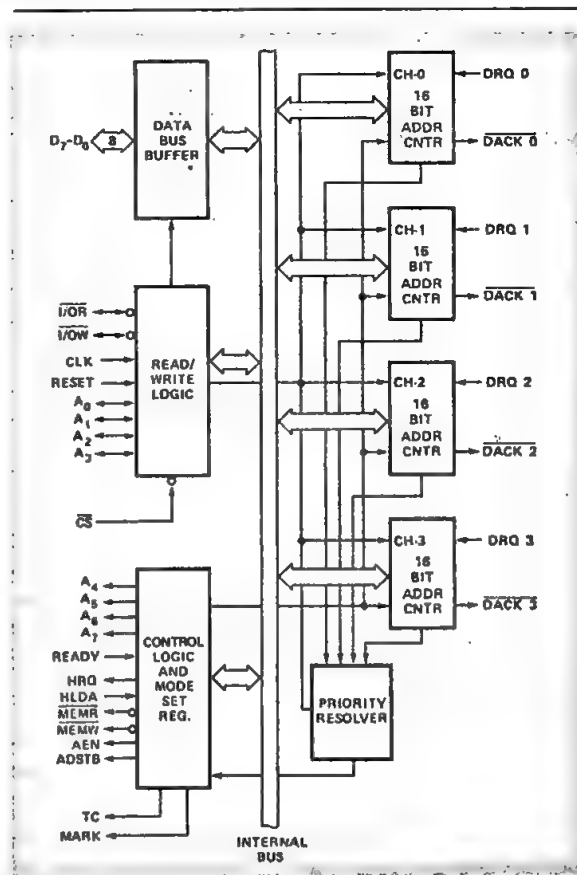 D₇-D₀
8
DATA
BUS
BUFFER
I/OR
I/OW
CLK
RESET
A₀
A₁
A₂
A₃
READ/
WRITE
LOGIC
CS
A₄
A₅
A₆
A₇
READY
HRQ
HLDA
MEMR
MEMW
AEN
ADSTB
TC
MARK
CONTROL
LOGIC
AND
MODE
SET
REG.
INTERNAL
BUS
CH-0
16
BIT
ADDR
CNTR
DRQ 0
DACK 0
CH-1
16
BIT
ADDR
CNTR
DRQ 1
DACK 1
CH-2
16
BIT
ADDR
CNTR
DRQ 2
DACK 2
CH-3
16
BIT
ADDR
CNTR
DRQ 3
DACK 3
PRIORITY
RESOLVER